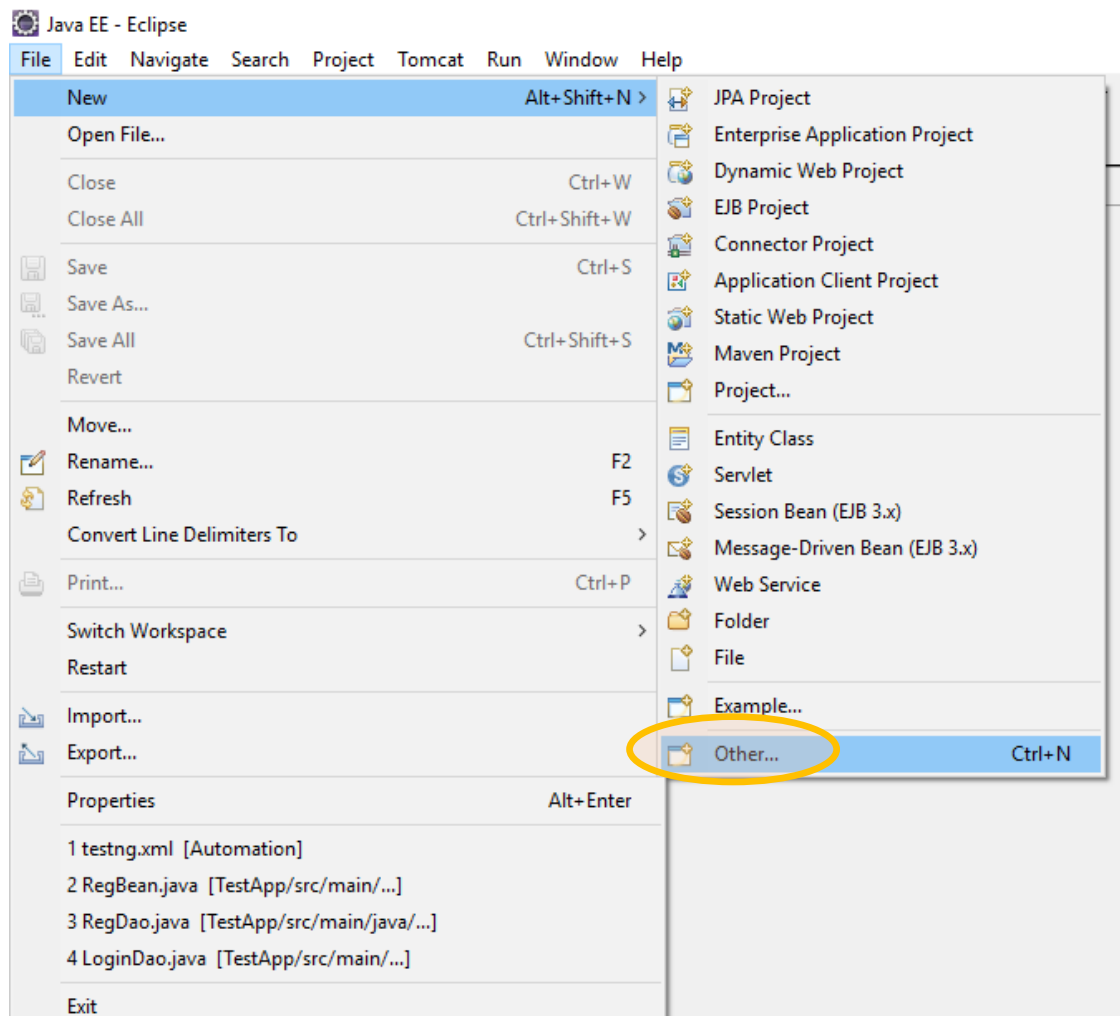 Java EE - Eclipse
File Edit Navigate Search Project Tomcat Run Window Help
New Alt+Shift+N >
Open File...
Close Ctrl+W
Close All Ctrl+Shift+W
Save Ctrl+S
Save As...
Save All Ctrl+Shift+S
Revert
Move...
Rename... F2
Refresh F5
Convert Line Delimiters To >
Print... Ctrl+P
Switch Workspace >
Restart
Import...
Export...
Properties Alt+Enter
1 testng.xml [Automation]
2 RegBean.java [TestApp/src/main/...]
3 RegDao.java [TestApp/src/main/java/...]
4 LoginDao.java [TestApp/src/main/...]
Exit
JPA Project
Enterprise Application Project
Dynamic Web Project
EJB Project
Connector Project
Application Client Project
Static Web Project
Maven Project
Project...
Entity Class
Servlet
Session Bean (EJB 3.x)
Message-Driven Bean (EJB 3.x)
Web Service
Folder
File
Example...
Other... Ctrl+N